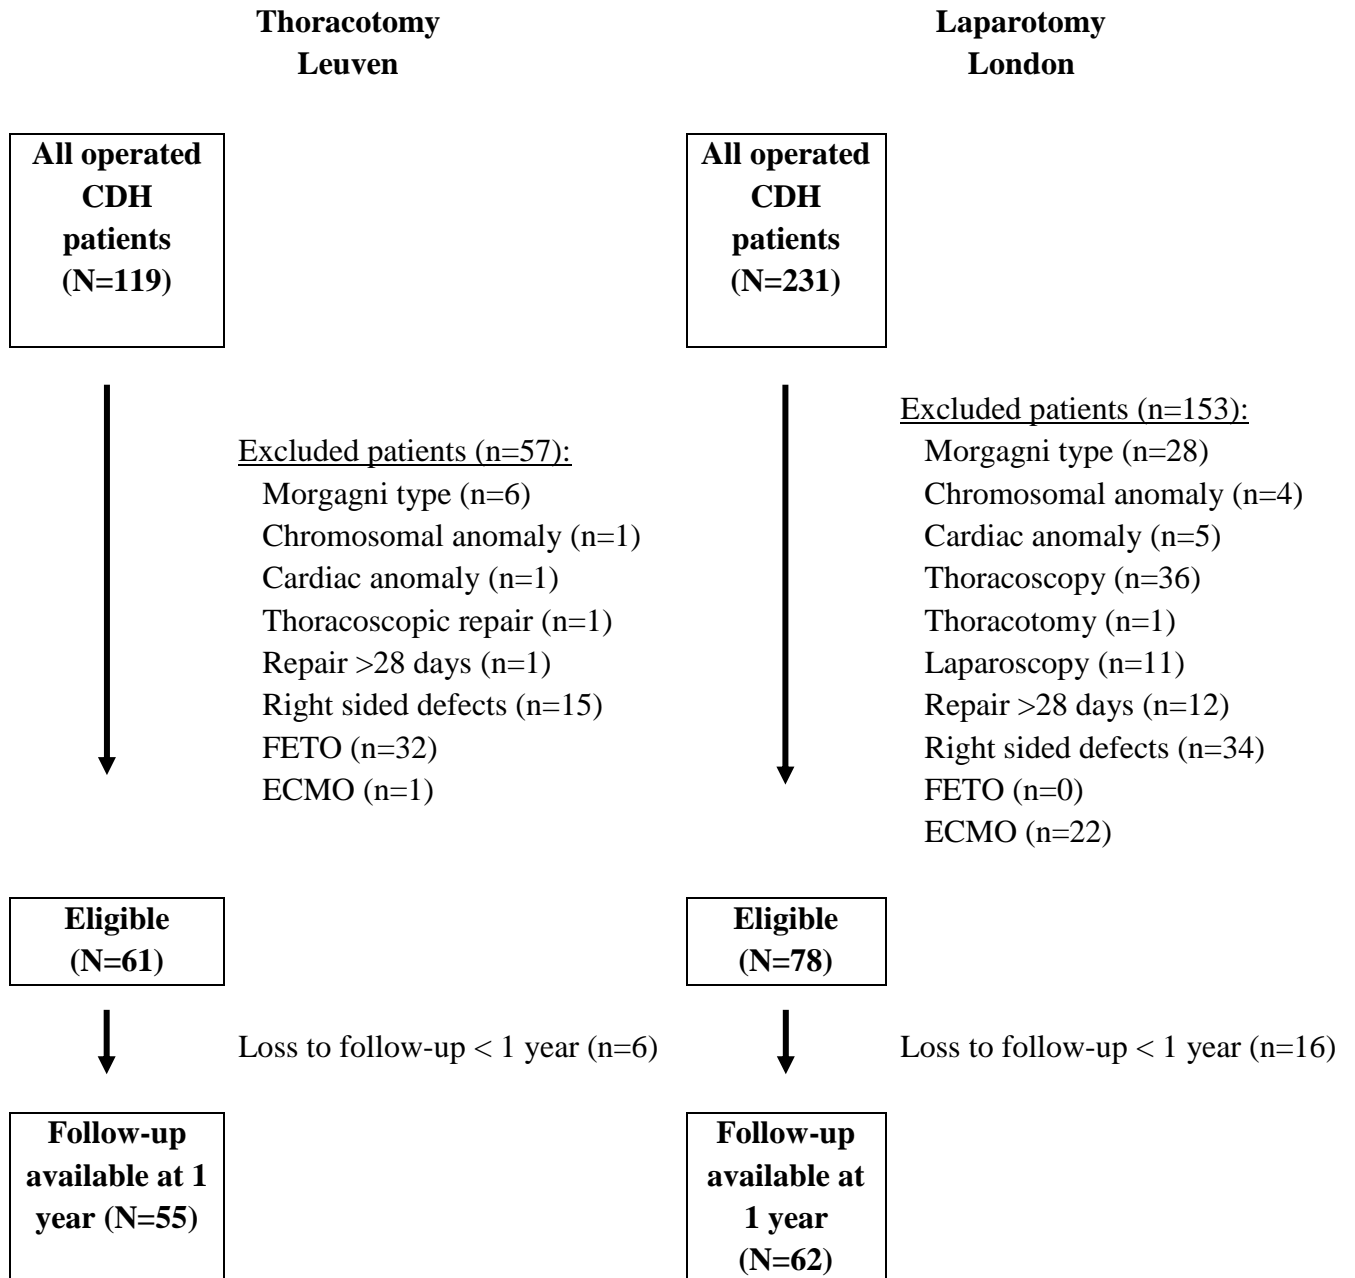 Thoracotomy
Leuven
Laparotomy
London
All operated
CDH
patients
(N=119)
All operated
CDH
patients
(N=231)
Excluded patients (n=57):
Morgagni type (n=6)
Chromosomal anomaly (n=1)
Cardiac anomaly (n=1)
Thoracoscopic repair (n=1)
Repair >28 days (n=1)
Right sided defects (n=15)
FETO (n=32)
ECMO (n=1)
Excluded patients (n=153):
Morgagni type (n=28)
Chromosomal anomaly (n=4)
Cardiac anomaly (n=5)
Thoracoscopy (n=36)
Thoracotomy (n=1)
Laparoscopy (n=11)
Repair >28 days (n=12)
Right sided defects (n=34)
FETO (n=0)
ECMO (n=22)
Eligible
(N=61)
Eligible
(N=78)
Loss to follow-up < 1 year (n=6)
Loss to follow-up < 1 year (n=16)
Follow-up
available at 1
year (N=55)
Follow-up
available at
1 year
(N=62)